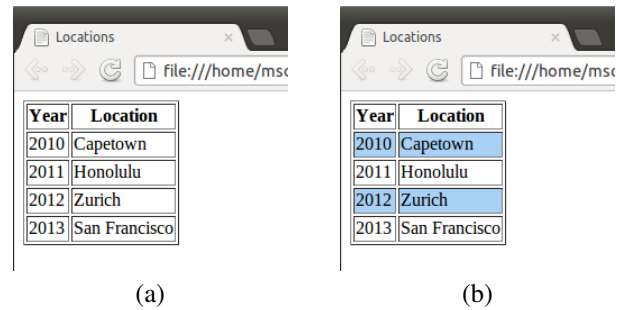 Locations
file:///home/msc
Year Location
2010 Capetown
2011 Honolulu
2012 Zurich
2013 San Francisco
(a)
Locations
file:///home/msc
Year Location
2010 Capetown
2011 Honolulu
2012 Zurich
2013 San Francisco
(b)